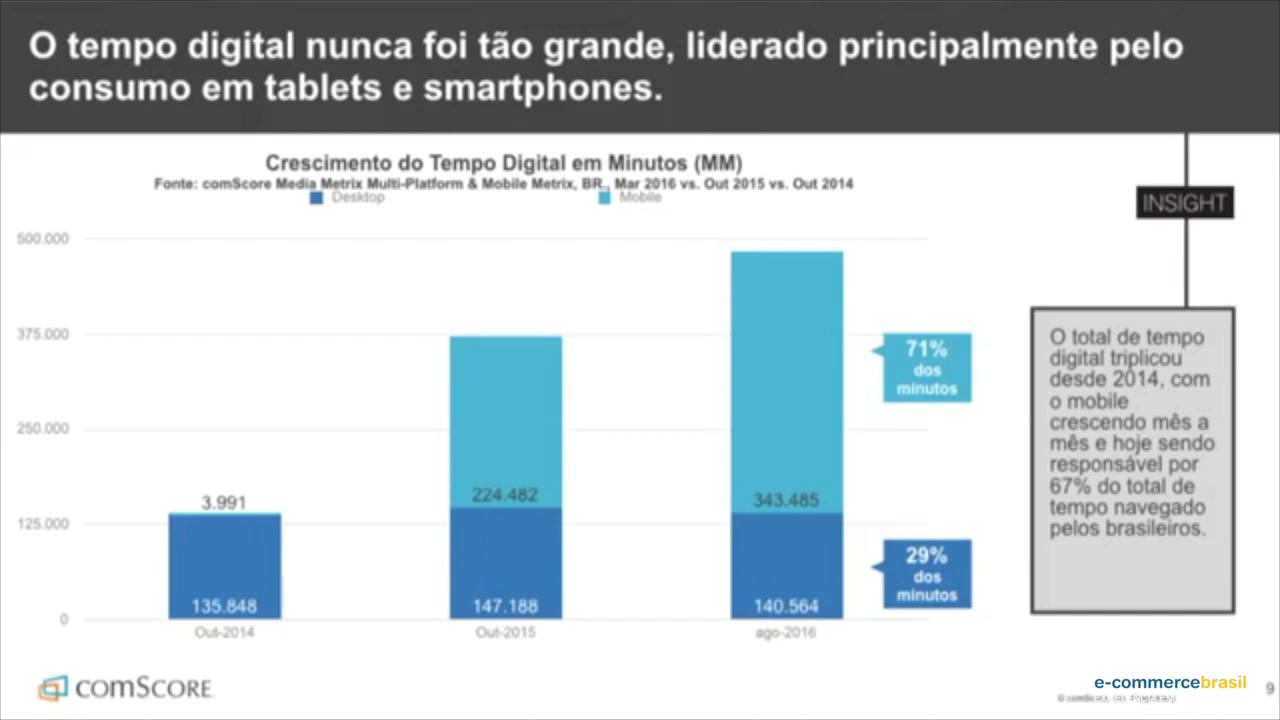 O tempo digital nunca foi tão grande, liderado principalmente pelo
consumo em tablets e smartphones.
Crescimento do Tempo Digital em Minutos (MM)
Fonte: comScore Media Metrix Multi-Platform & Mobile Metrix, BR, Mar 2016 vs. Out 2015 vs. Out 2014
Desktop
Mobile
INSIGHT
500.000
375.000
250.000
125.000
0
3.991
135.848
224.482
147.188
343.485
140.564
71%
dos
minutos
29%
dos
minutos
Out-2014
Out-2015
ago-2016
O total de tempo
digital triplicou
desde 2014, com
o mobile
crescendo mês a
mês e hoje sendo
responsável por
67% do total de
tempo navegado
pelos brasileiros.
comScore
e-commercebrasil
9